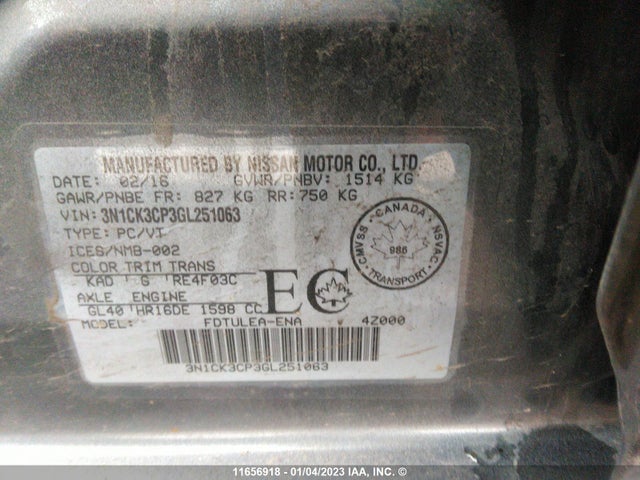 MANUFACTURED BY NISSAN MOTOR CO., LTD.
DATE: 02/16 GVWR/PNBV: 1514 KG
GAWR/PNBE FR: 827 KG RR: 750 KG
VIN: 3N1CK3CP3GL251063
TYPE: PC/VT
ICES/NMB-002
COLOR TRIM TRANS
KAD G RE4F03C
AXLE ENGINE
GL40 HR16DE 1598 CC
MODEL: FDTULEA-ENA 4Z000
EC
CANADA
CMVSS 986 NSVAC
TRANSPORT
3N1CK3CP3GL251063
11656918 - 01/04/2023 IAA, INC. ©